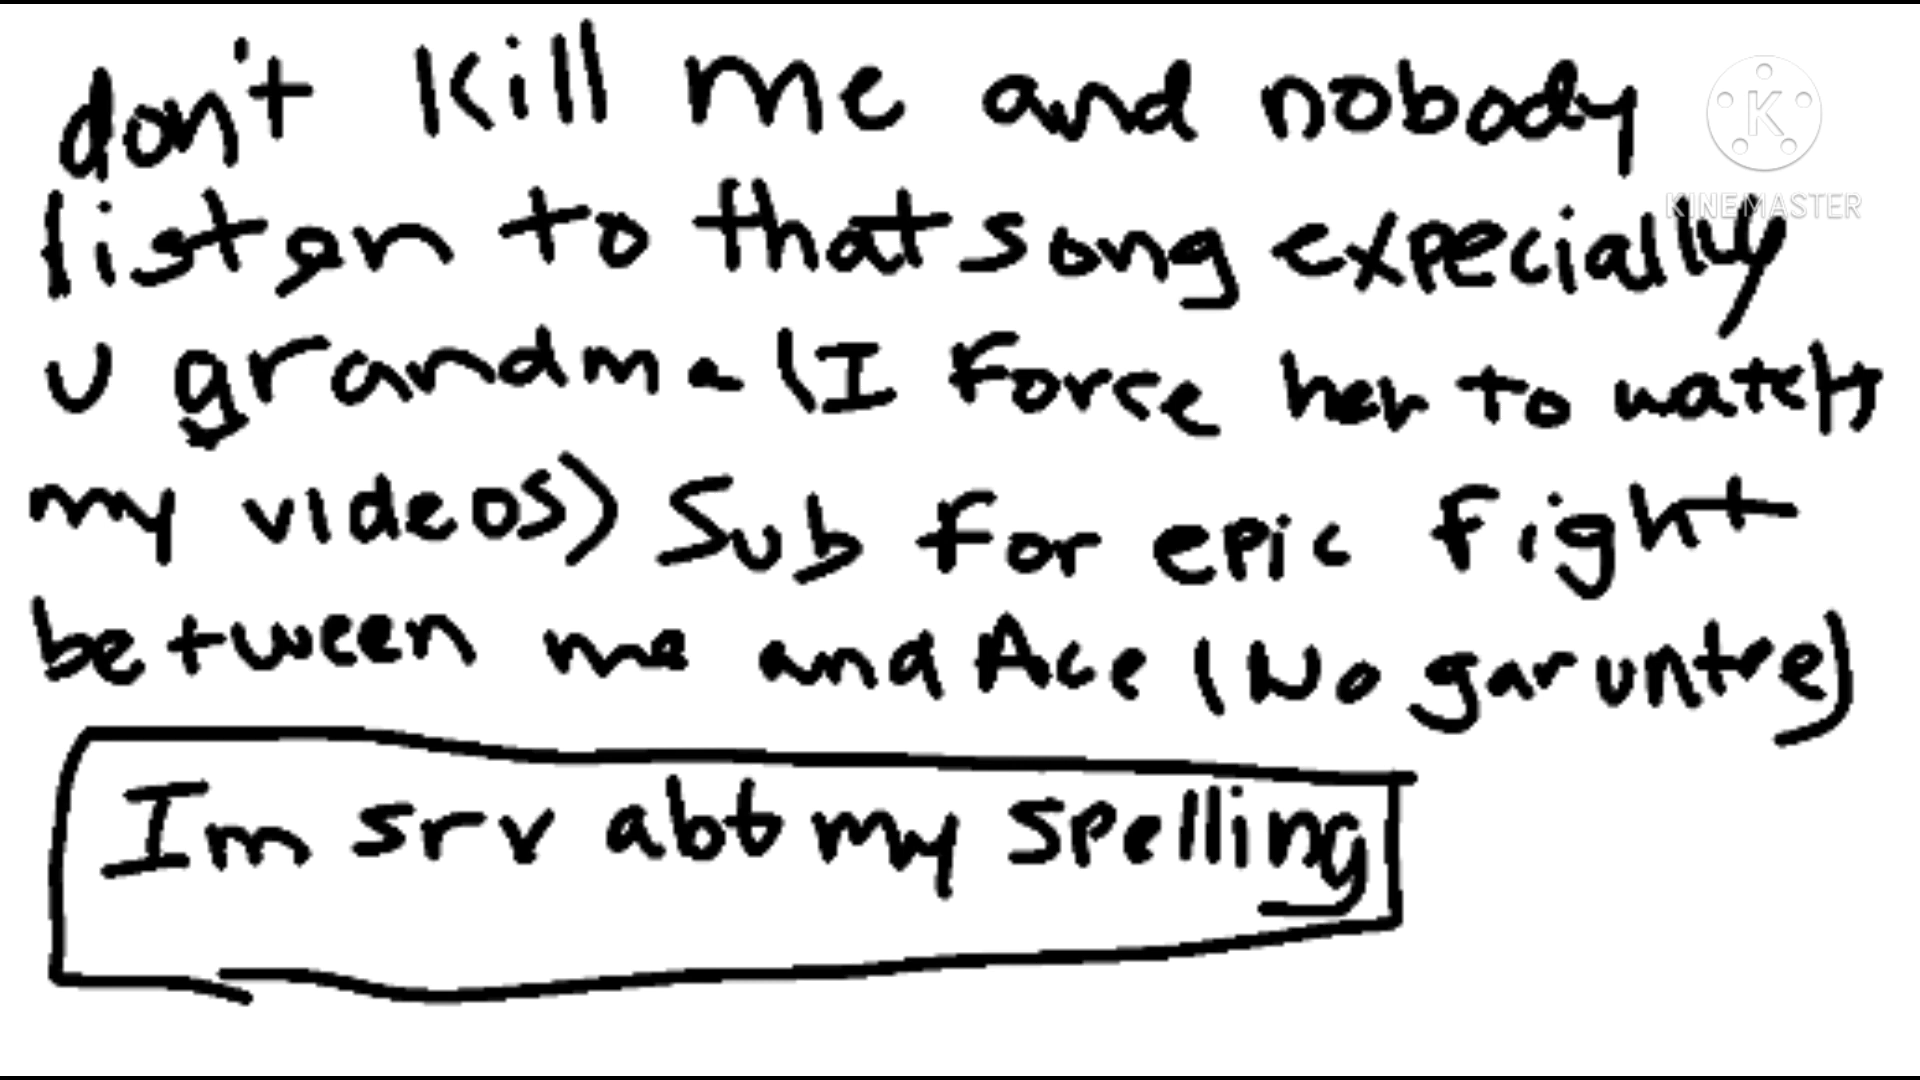 don't kill me and nobody
listen to that song expecially
u grandma (I force her to watch
my videos) Sub for epic fight
between me and Ace (No garuntee)
Im srv abt my spelling
K
KINEMASTER